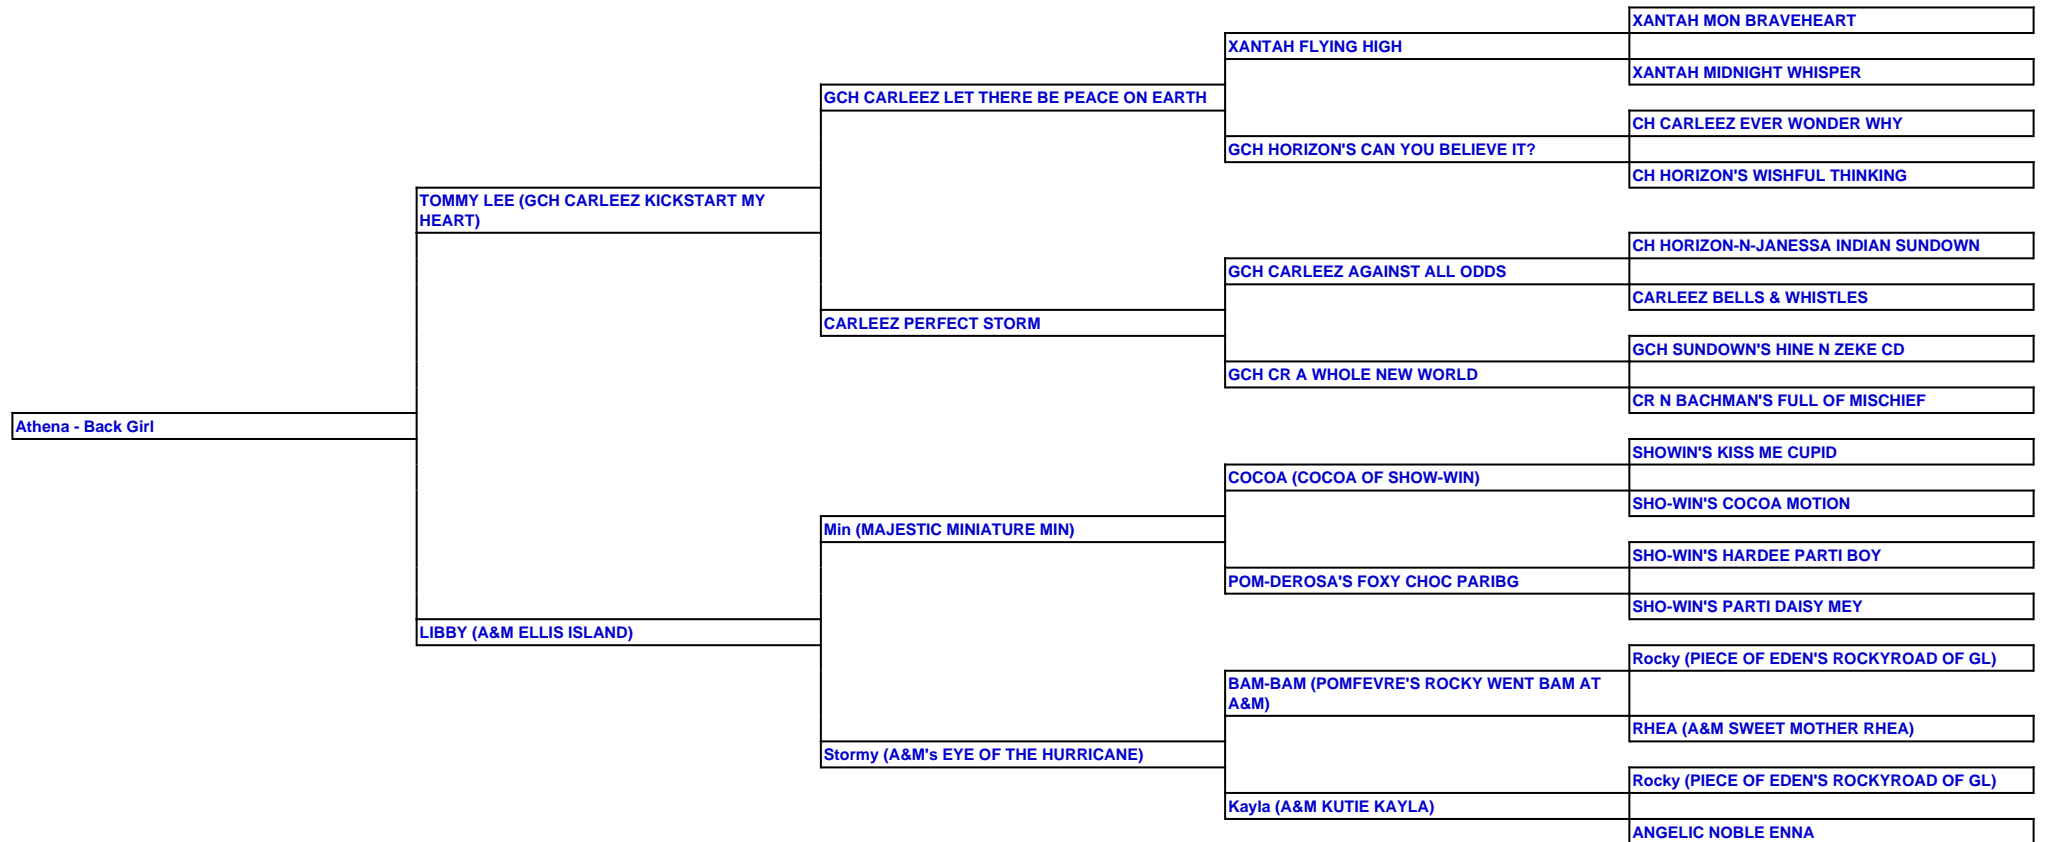 XANTAH MON BRAVEHEART
XANTAH FLYING HIGH
XANTAH MIDNIGHT WHISPER
GCH CARLEEZ LET THERE BE PEACE ON EARTH
CH CARLEEZ EVER WONDER WHY
GCH HORIZON'S CAN YOU BELIEVE IT?
CH HORIZON'S WISHFUL THINKING
TOMMY LEE (GCH CARLEEZ KICKSTART MY
HEART)
CH HORIZON-N-JANESSA INDIAN SUNDOWN
GCH CARLEEZ AGAINST ALL ODDS
CARLEEZ BELLS & WHISTLES
CARLEEZ PERFECT STORM
GCH SUNDOWN'S HINE N ZEKE CD
GCH CR A WHOLE NEW WORLD
CR N BACHMAN'S FULL OF MISCHIEF
Athena - Back Girl
SHOWIN'S KISS ME CUPID
COCOA (COCOA OF SHOW-WIN)
SHO-WIN'S COCOA MOTION
Min (MAJESTIC MINIATURE MIN)
SHO-WIN'S HARDEE PARTI BOY
POM-DEROSA'S FOXY CHOC PARIBG
SHO-WIN'S PARTI DAISY MEY
LIBBY (A&M ELLIS ISLAND)
Rocky (PIECE OF EDEN'S ROCKYROAD OF GL)
BAM-BAM (POMFEVRE'S ROCKY WENT BAM AT
A&M)
RHEA (A&M SWEET MOTHER RHEA)
Stormy (A&M's EYE OF THE HURRICANE)
Rocky (PIECE OF EDEN'S ROCKYROAD OF GL)
Kayla (A&M KUTIE KAYLA)
ANGELIC NOBLE ENNA